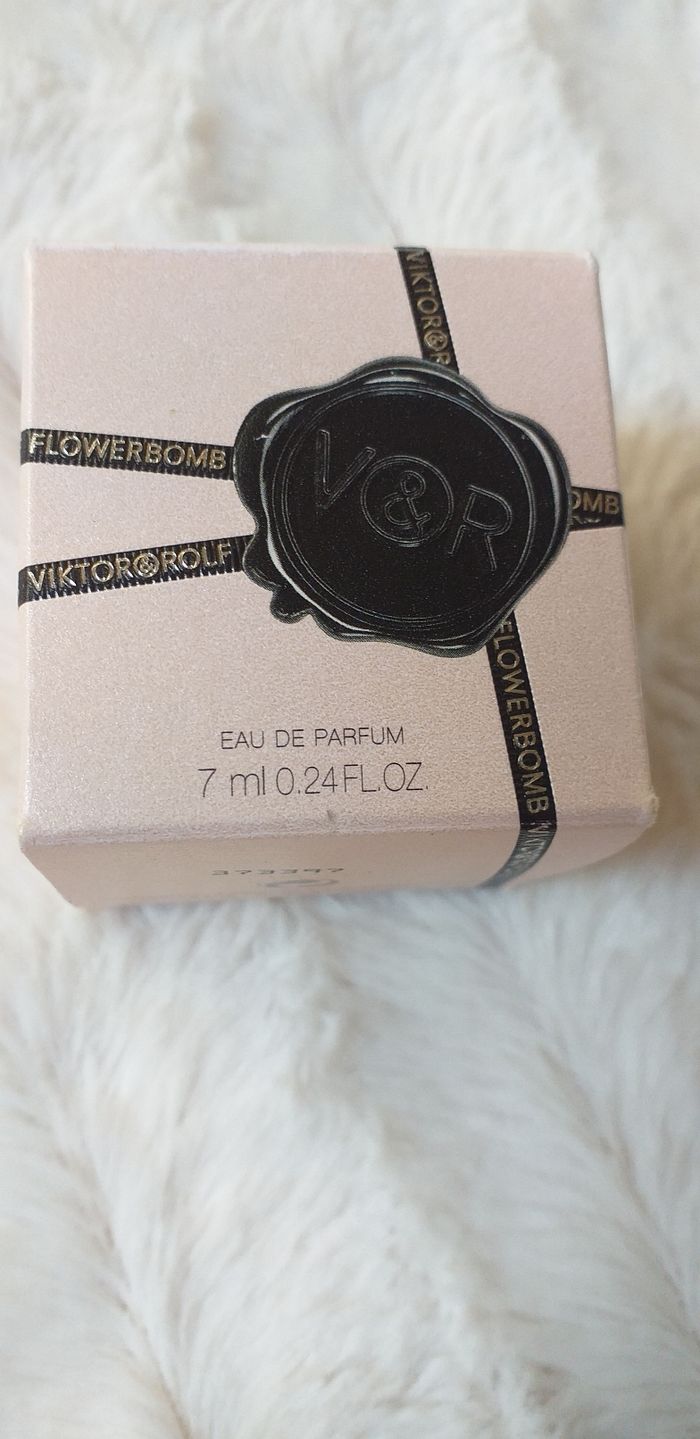 VIKTOR&R
FLOWERBOMB
V&R
OMB
VIKTOR&ROLF
FLOWERBOMB
EAU DE PARFUM
7 ml 0.24FL.OZ.